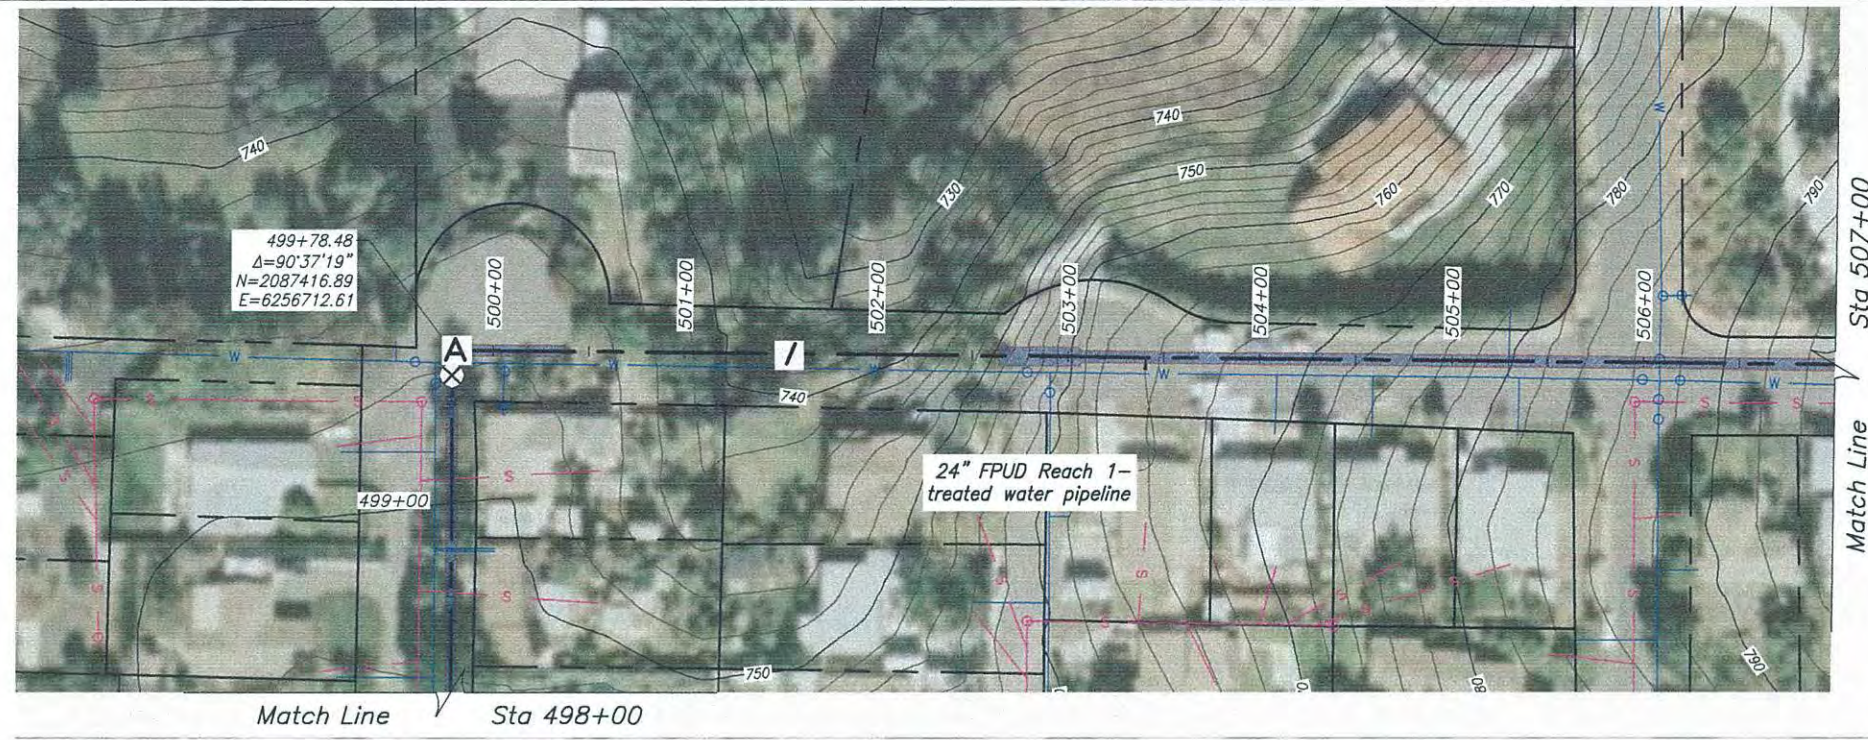 740
740
750
730
760
770
780
790
499+78.48
Δ=90°37'19"
N=2087416.89
E=6256712.61
500+00
501+00
502+00
503+00
504+00
505+00
506+00
Sta 507+00
Match Line
W
A
I
W
W
W
W
W
740
S
S
S
S
24" FPUD Reach 1-
treated water pipeline
499+00
S
S
S
S
S
S
S
S
S
S
750
790
Match Line
Sta 498+00